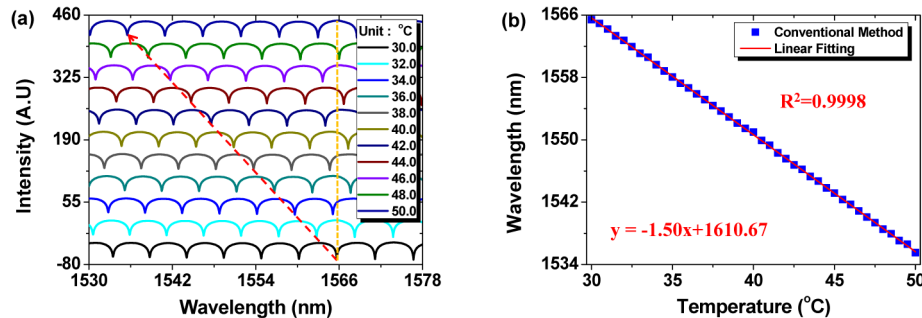 (a)
460
325
190
55
-80
Intensity (A.U)
1530
1542
1554
1566
1578
Wavelength (nm)
Unit : °C
30.0
32.0
34.0
36.0
38.0
40.0
42.0
44.0
46.0
48.0
50.0
(b)
1566
1558
1550
1542
1534
Wavelength (nm)
Conventional Method
Linear Fitting
R²=0.9998
y = -1.50x+1610.67
30
35
40
45
50
Temperature (°C)